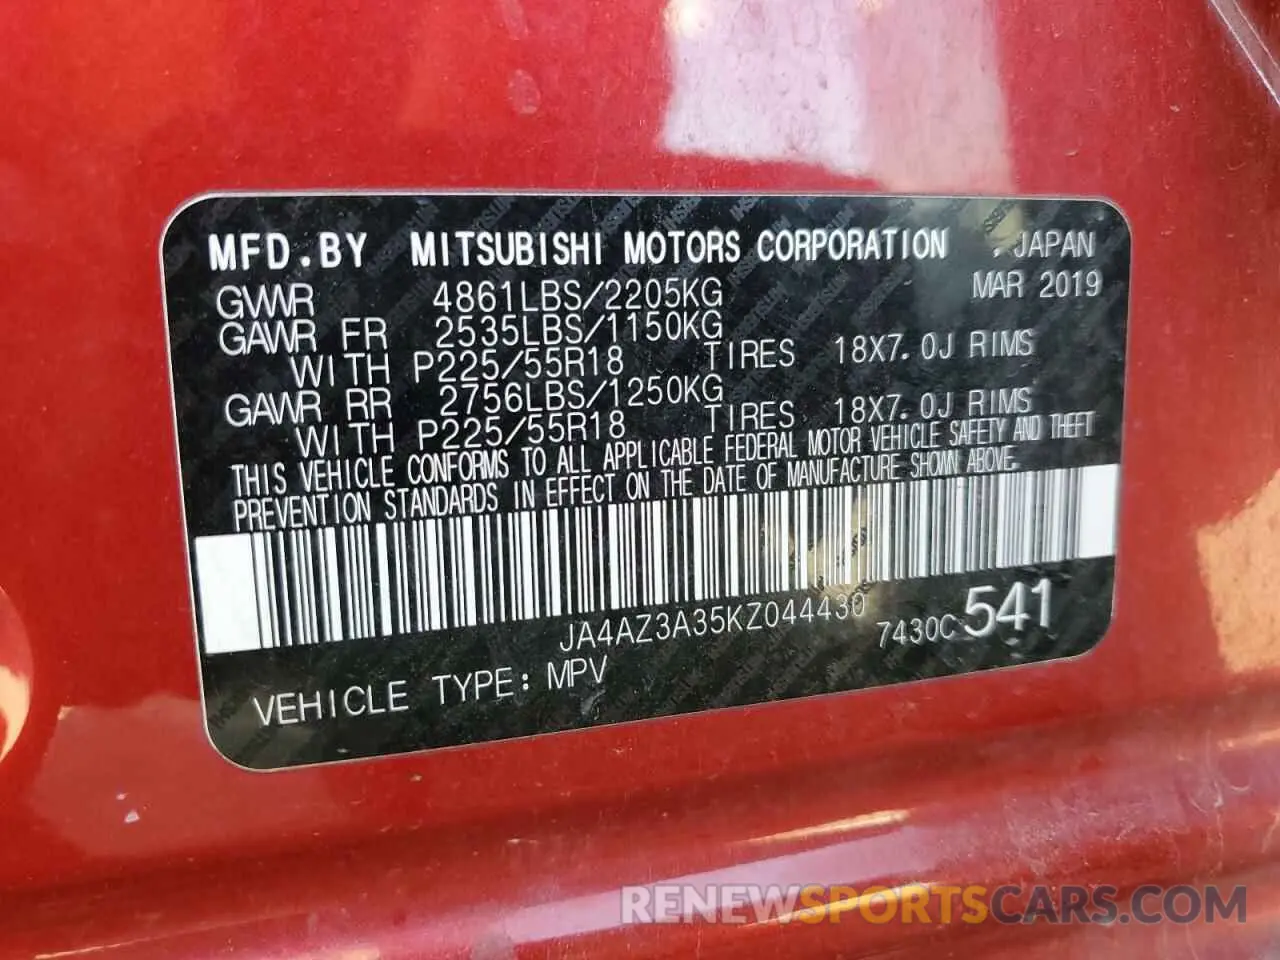 MFD.BY MITSUBISHI MOTORS CORPORATION , JAPAN
GVWR 4861LBS/2205KG MAR 2019
GAWR FR 2535LBS/1150KG
WITH P225/55R18 TIRES 18X7.0J RIMS
GAWR RR 2756LBS/1250KG
WITH P225/55R18 TIRES 18X7.0J RIMS
THIS VEHICLE CONFORMS TO ALL APPLICABLE FEDERAL MOTOR VEHICLE SAFETY AND THEFT
PREVENTION STANDARDS IN EFFECT ON THE DATE OF MANUFACTURE SHOWN ABOVE.
JA4AZ3A35KZ044430 7430C541
VEHICLE TYPE: MPV
RENEWSPORTSCARS.COM